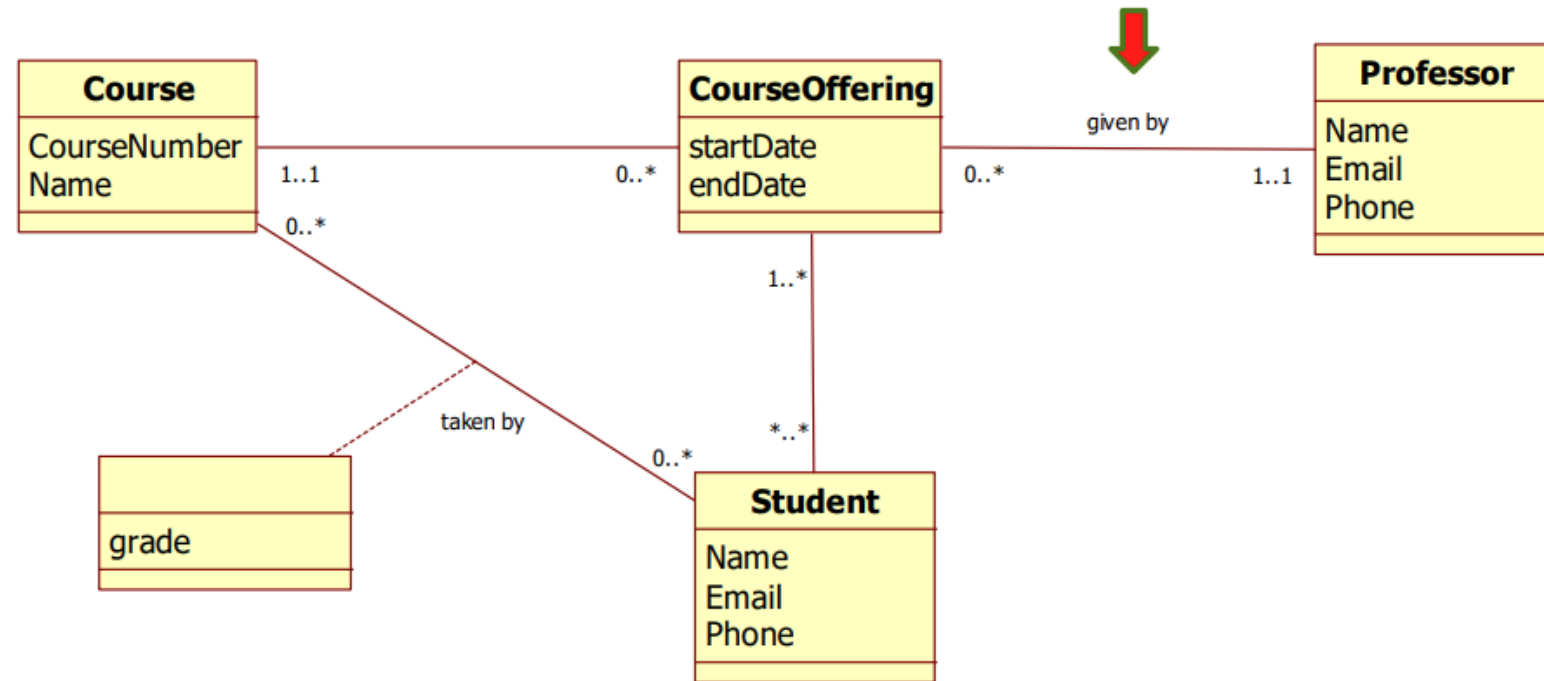 Course
CourseNumber
Name
1..1
0..*
0..*
CourseOffering
startDate
endDate
given by
0..*
1..1
Professor
Name
Email
Phone
1..*
*..*
taken by
0..*
grade
Student
Name
Email
Phone